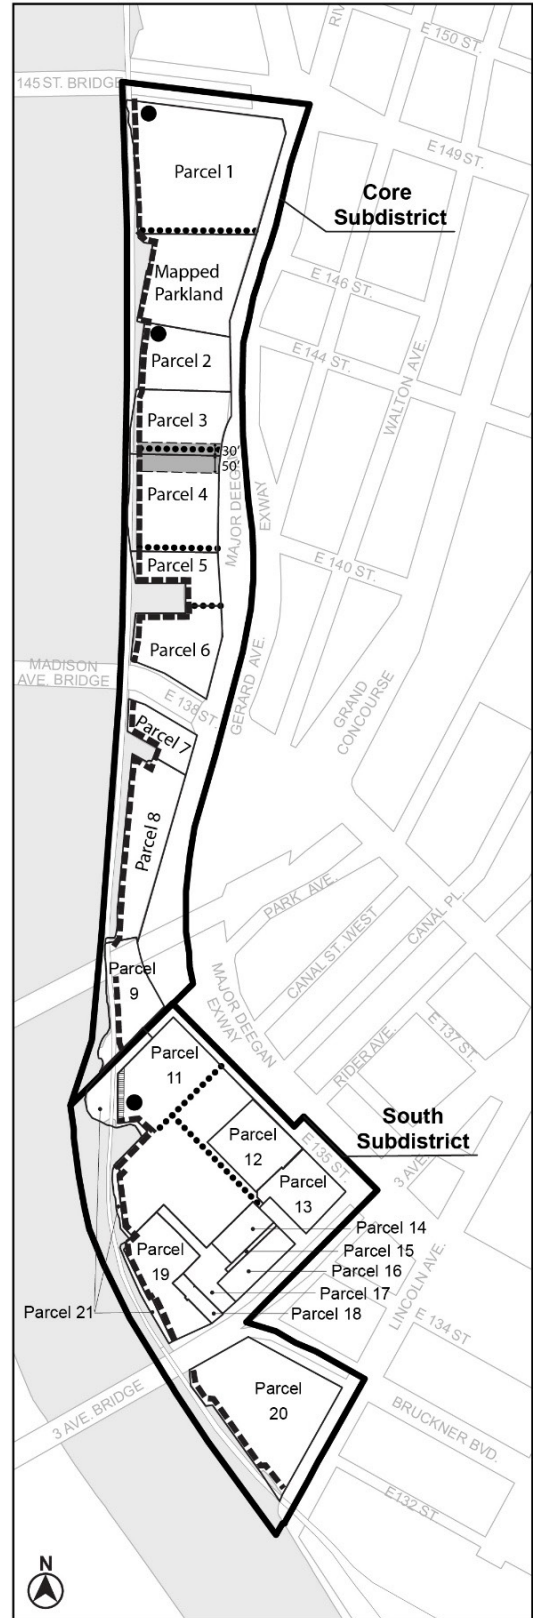 RIV
E 150 ST.
145 ST. BRIDGE
E 149 ST.
Parcel 1
Core
Subdistrict
Mapped
Parkland
E 146 ST.
Parcel 2
E 144 ST.
WALTON AVE.
Parcel 3
30'
50'
Parcel 4
MAJOR DEEGAN
EXWAY
Parcel 5
E 140 ST.
Parcel 6
MADISON
AVE. BRIDGE
E 138 ST.
GERARD AVE.
GRAND
CONCOURSE
Parcel 7
Parcel 8
PARK AVE.
CANAL ST. WEST
CANAL PL.
Parcel
9
MAJOR DEEGAN
EXWAY
RIDER AVE.
E 137 ST.
Parcel
11
South
Subdistrict
Parcel
12
E 135 ST.
3 AVE.
Parcel
13
Parcel 14
Parcel 15
Parcel 16
Parcel 17
Parcel 18
Parcel
19
Parcel 21
LINCOLN AVE.
E 134 ST
Parcel
20
3 AVE. BRIDGE
BRUCKNER BVD.
E 132 ST.
N